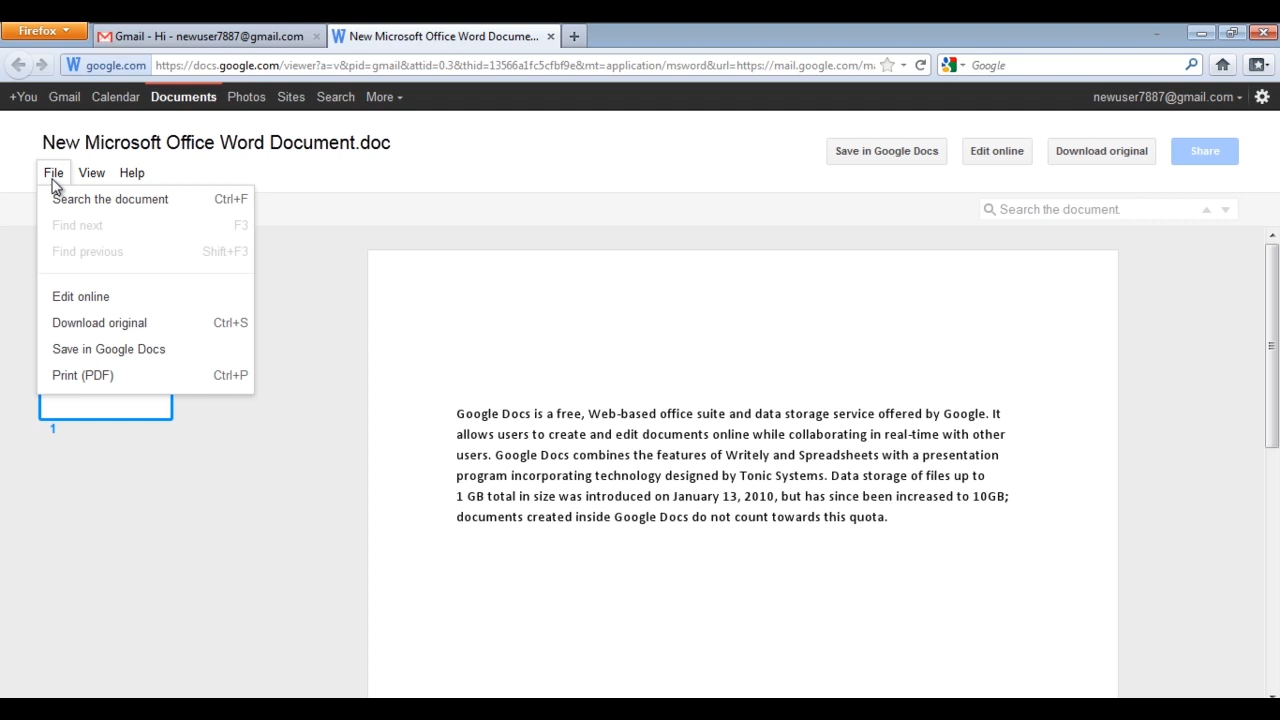 Firefox
Gmail - Hi - newuser7887@gmail.com
New Microsoft Office Word Docume...
google.com
https://docs.google.com/viewer?a=v&pid=gmail&attid=0.3&thid=13566a1fc5cfbf9e&mt=application/msword&url=https://mail.google.com/m
Google
+You Gmail Calendar Documents Photos Sites Search More
newuser7887@gmail.com
New Microsoft Office Word Document.doc
Save in Google Docs
Edit online
Download original
Share
File View Help
Search the document Ctrl+F
Find next F3
Find previous Shift+F3
Edit online
Download original Ctrl+S
Save in Google Docs
Print (PDF) Ctrl+P
Search the document
1
Google Docs is a free, Web-based office suite and data storage service offered by Google. It
allows users to create and edit documents online while collaborating in real-time with other
users. Google Docs combines the features of Writely and Spreadsheets with a presentation
program incorporating technology designed by Tonic Systems. Data storage of files up to
1 GB total in size was introduced on January 13, 2010, but has since been increased to 10GB;
documents created inside Google Docs do not count towards this quota.